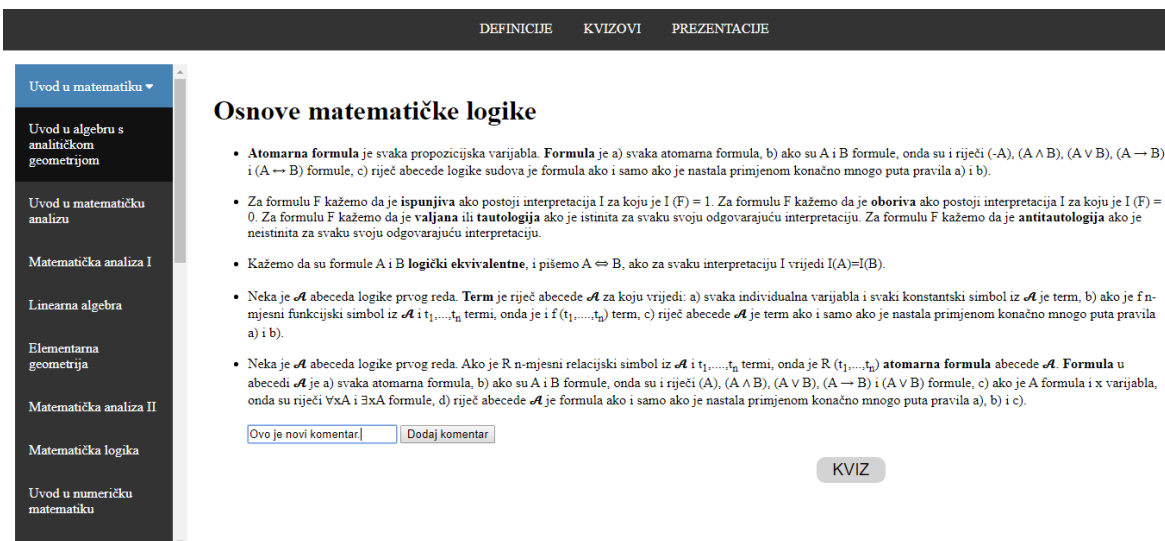 DEFINICIJE KVIZOVI PREZENTACIJE
Uvod u matematiku ▾
Uvod u algebru s
analitičkom
geometrijom
Uvod u matematičku
analizu
Matematička analiza I
Linearna algebra
Elementarna
geometrija
Matematička analiza II
Matematička logika
Uvod u numeričku
matematiku
Osnove matematičke logike
• Atomarna formula je svaka propozicijska varijabla. Formula je a) svaka atomarna formula, b) ako su A i B formule, onda su i riječi (-A), (A ∧ B), (A ∨ B), (A → B)
i (A ↔ B) formule, c) riječ abecede logike sudova je formula ako i samo ako je nastala primjenom konačno mnogo puta pravila a) i b).
• Za formulu F kažemo da je ispunjiva ako postoji interpretacija I za koju je I (F) = 1. Za formulu F kažemo da je oboriva ako postoji interpretacija I za koju je I (F) =
0. Za formulu F kažemo da je valjana ili tautologija ako je istinita za svaku svoju odgovarajuću interpretaciju. Za formulu F kažemo da je antitautologija ako je
neistinita za svaku svoju odgovarajuću interpretaciju.
• Kažemo da su formule A i B logički ekvivalentne, i pišemo A ⇔ B, ako za svaku interpretaciju I vrijedi I(A)=I(B).
• Neka je 𝓐 abeceda logike prvog reda. Term je riječ abecede 𝓐 za koju vrijedi: a) svaka individualna varijabla i svaki konstantski simbol iz 𝓐 je term, b) ako je f n-
mjesni funkcijski simbol iz 𝓐 i t₁,...,tₙ termi, onda je i f (t₁,....,tₙ) term, c) riječ abecede 𝓐 je term ako i samo ako je nastala primjenom konačno mnogo puta pravila
a) i b).
• Neka je 𝓐 abeceda logike prvog reda. Ako je R n-mjesni relacijski simbol iz 𝓐 i t₁,....,tₙ termi, onda je R (t₁,...,tₙ) atomarna formula abecede 𝓐. Formula u
abecedi 𝓐 je a) svaka atomarna formula, b) ako su A i B formule, onda su i riječi (A), (A ∧ B), (A ∨ B), (A → B) i (A ∨ B) formule, c) ako je A formula i x varijabla,
onda su riječi ∀xA i ∃xA formule, d) riječ abecede 𝓐 je formula ako i samo ako je nastala primjenom konačno mnogo puta pravila a), b) i c).
Ovo je novi komentar. Dodaj komentar
KVIZ